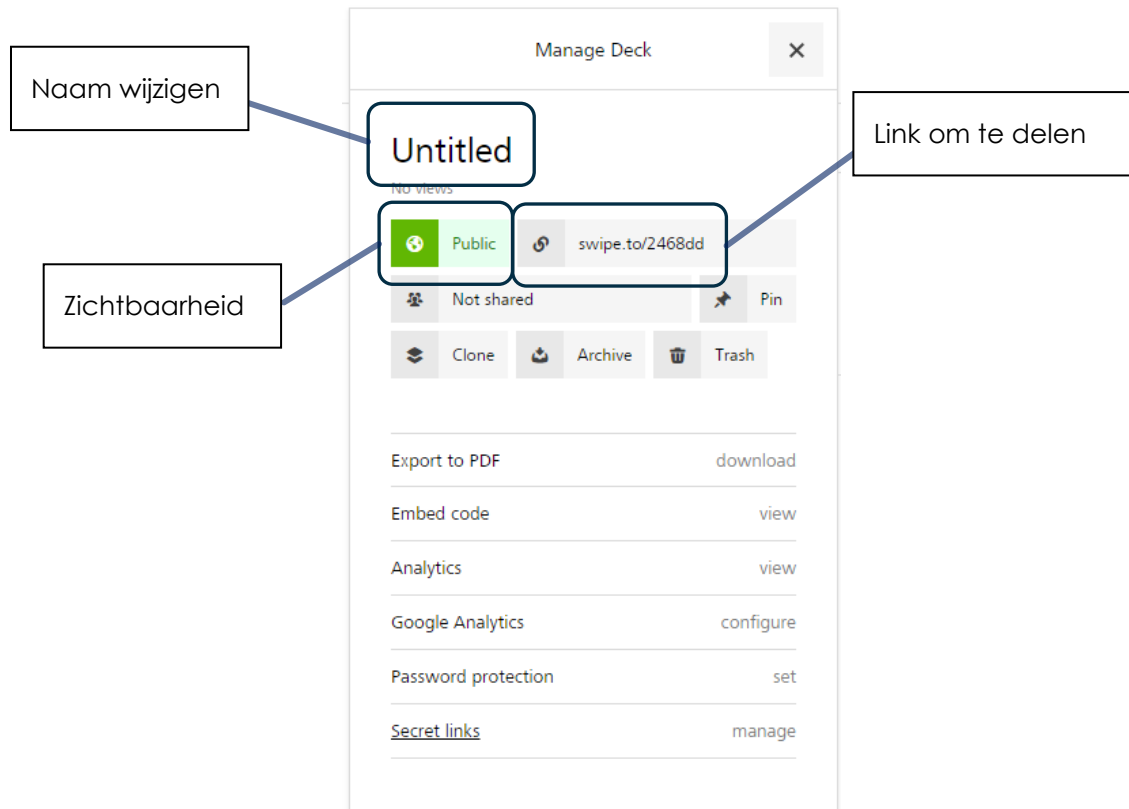 Manage Deck
Naam wijzigen
Link om te delen
Untitled
No views
Public
swipe.to/2468dd
Zichtbaarheid
Not shared
Pin
Clone
Archive
Trash
Export to PDF download
Embed code view
Analytics view
Google Analytics configure
Password protection set
Secret links manage